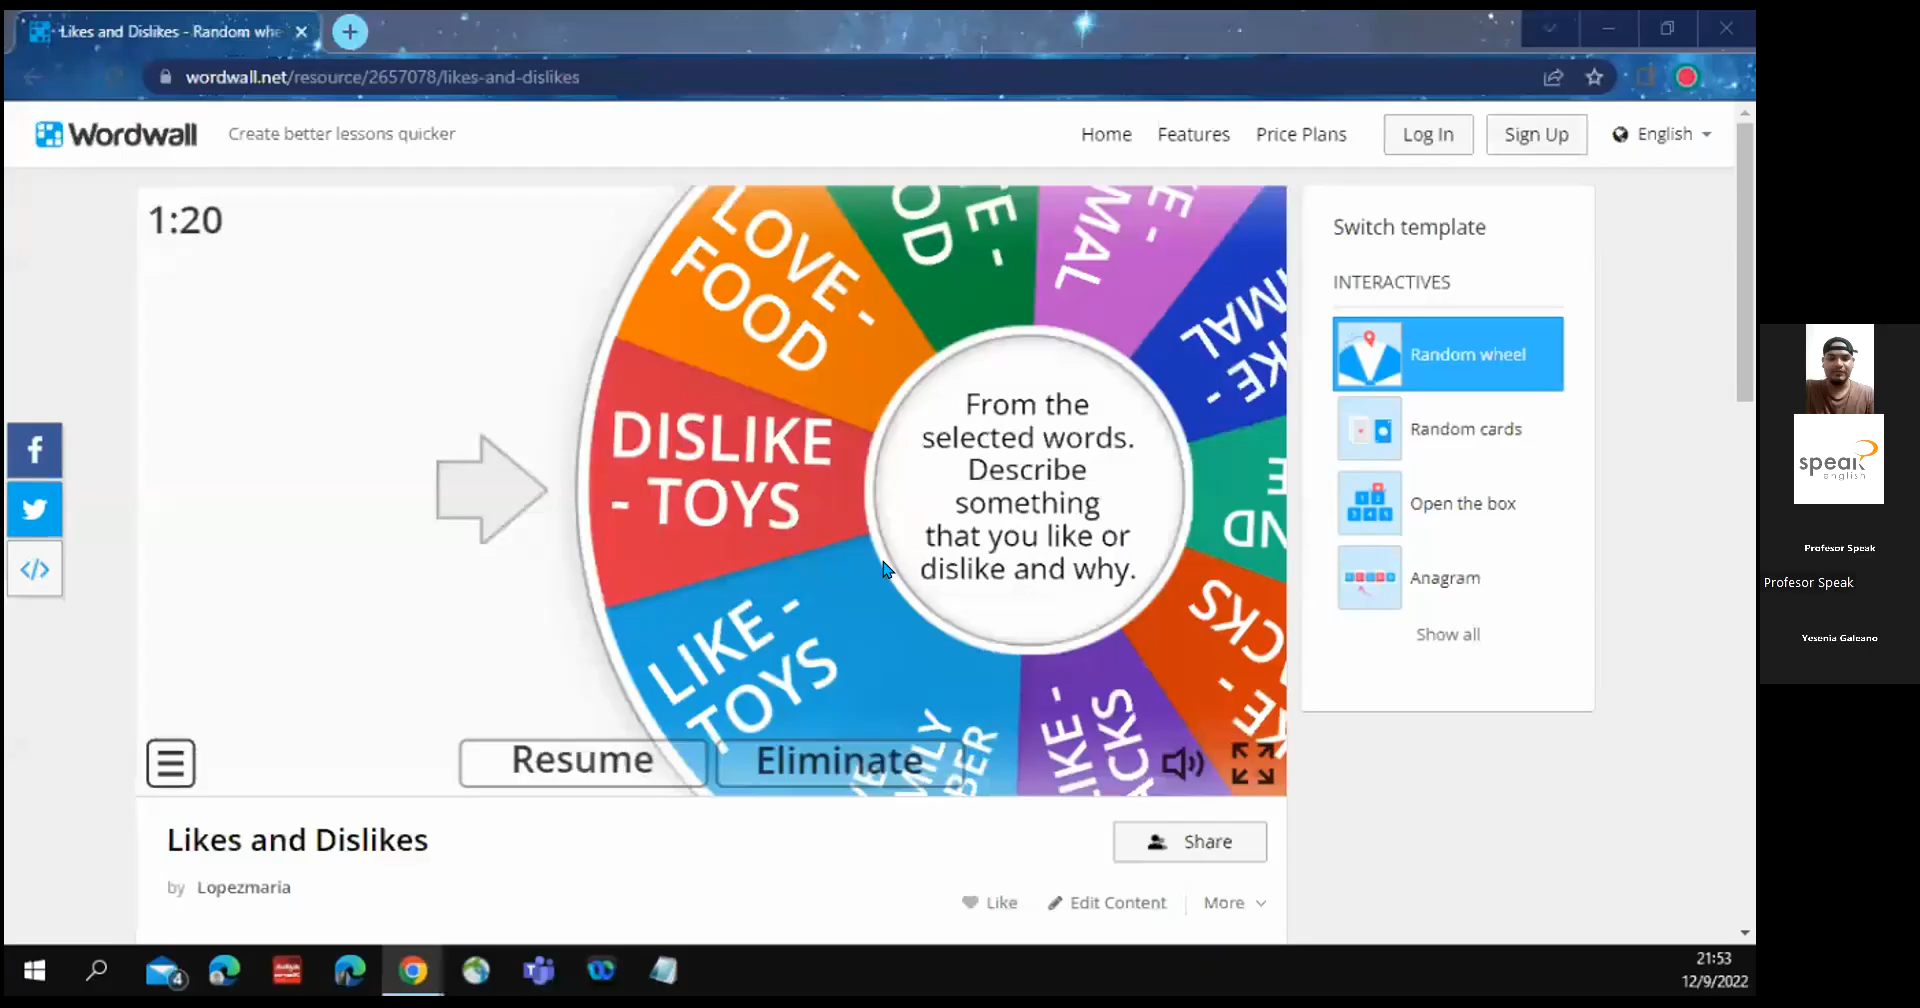 Likes and Dislikes - Random whe
wordwall.net/resource/2657078/likes-and-dislikes
Wordwall
Create better lessons quicker
Home
Features
Price Plans
Log In
Sign Up
English
1:20
LOVE -
FOOD
DISLIKE
- TOYS
LIKE -
TOYS
From the
selected words.
Describe
something
that you like or
dislike and why.
Resume
Eliminate
Switch template
INTERACTIVES
Random wheel
Random cards
Open the box
Anagram
Show all
Likes and Dislikes
by Lopezmaria
Share
Like
Edit Content
More
speak
english
Profesor Speak
Profesor Speak
Yesenia Galeano
4
21:53
12/9/2022